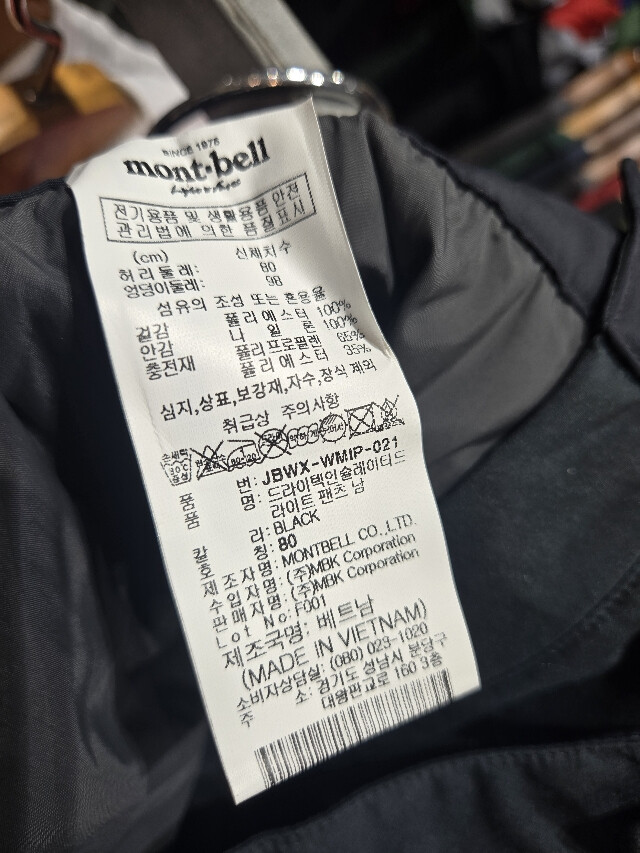 SINCE 1975
mont·bell
전기용품 및 생활용품 안전
관리법에 의한 품질표시
(cm) 신체치수
허리둘레: 80
엉덩이둘레: 98
섬유의 조성 또는 혼용율
겉감 폴리에스터 100%
안감 나일론 100%
충전재 폴리프로필렌 65%
폴리에스터 35%
심지,상표,보강재,자수,장식 제외
취급상 주의사항
품 번: JBWX-WMIP-021
품 명: 드라이텍인슐레이티드
라이트 팬츠 남
칼 라: BLACK
호 칭: 80
제조자명: MONTBELL CO.,LTD.
수입자명: (주)MBK Corporation
판매자명: (주)MBK Corporation
Lot No:F001
제조국명: 베트남
(MADE IN VIETNAM)
소비자상담실: (080) 023-1020
주 소: 경기도 성남시 분당구
대왕판교로 160 3층